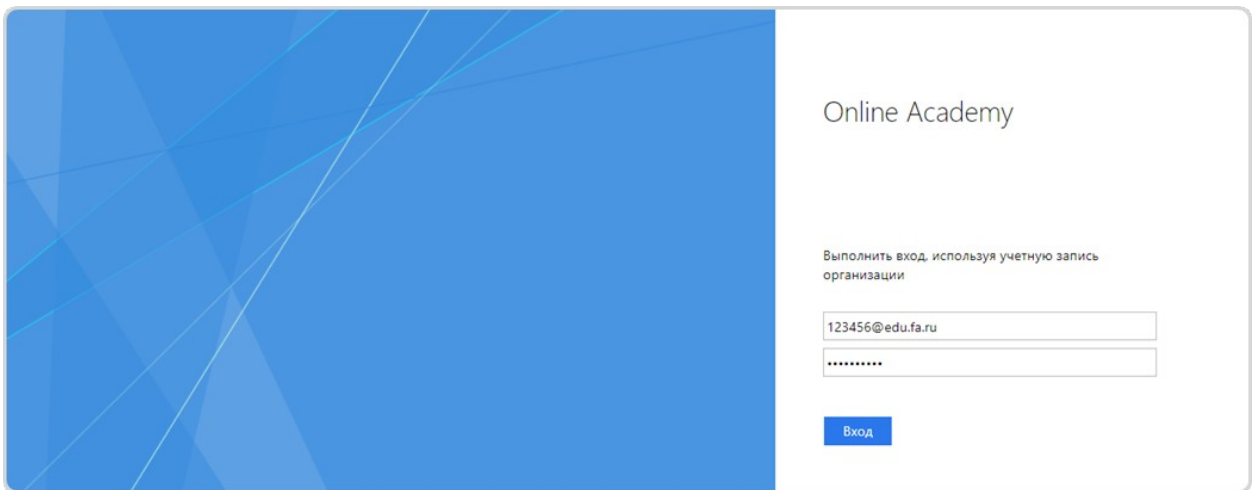 Online Academy
Выполнить вход, используя учетную запись
организации
123456@edu.fa.ru
••••••••••
Вход